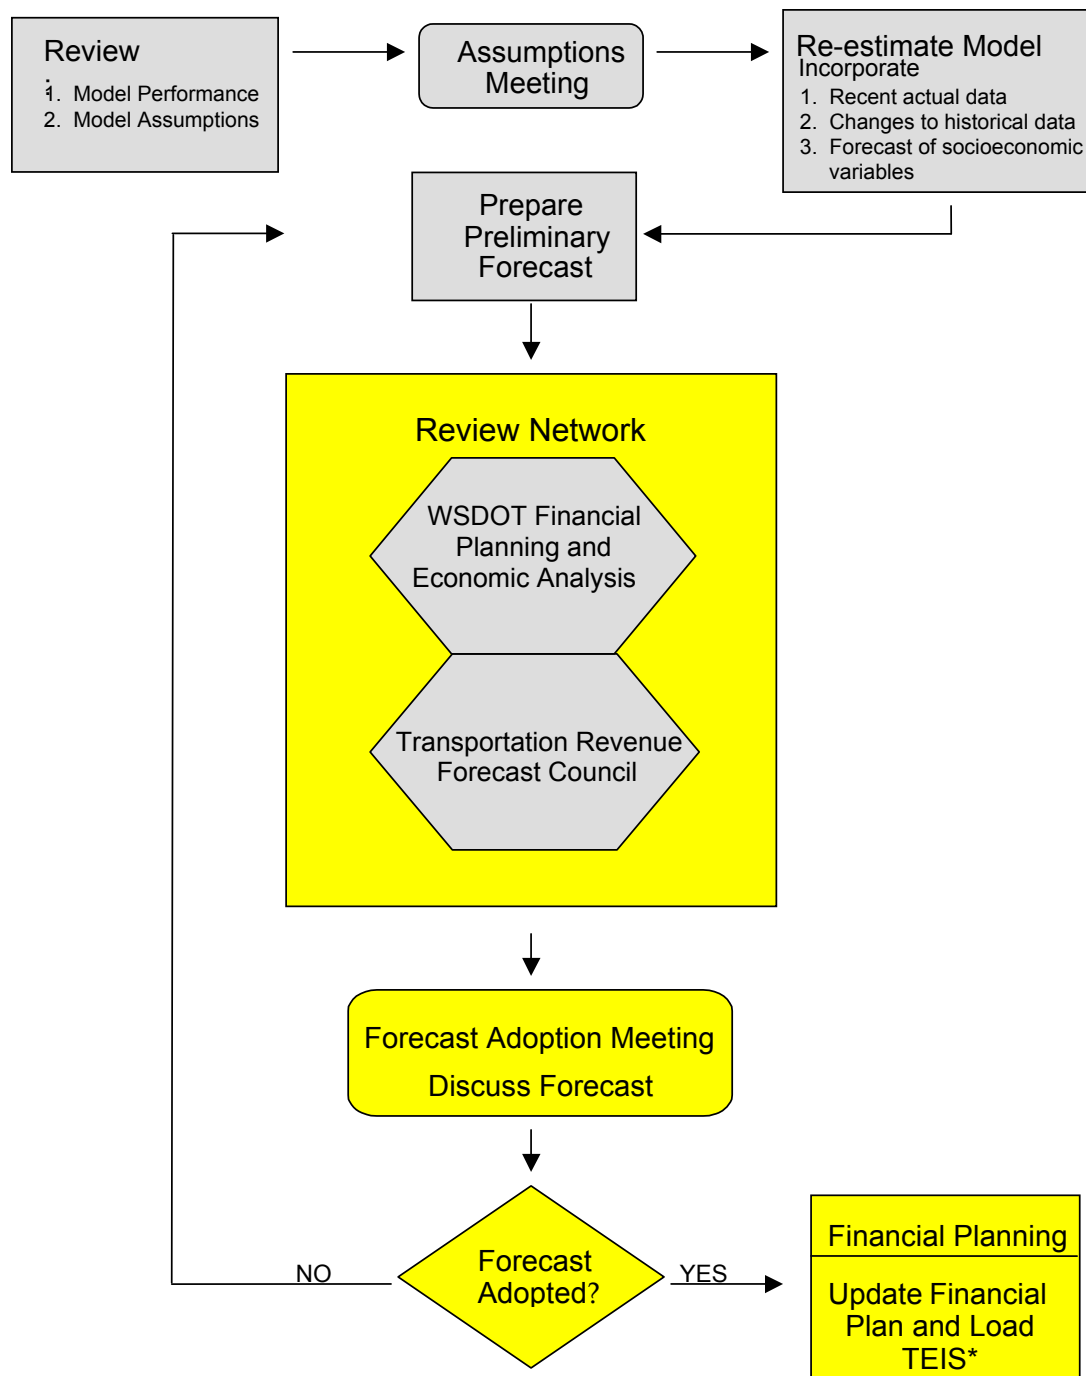 Review
:
1. Model Performance
2. Model Assumptions
Assumptions
Meeting
Re-estimate Model
Incorporate
1. Recent actual data
2. Changes to historical data
3. Forecast of socioeconomic
variables
Prepare
Preliminary
Forecast
Review Network
WSDOT Financial
Planning and
Economic Analysis
Transportation Revenue
Forecast Council
Forecast Adoption Meeting
Discuss Forecast
Forecast
Adopted?
NO
YES
Financial Planning
Update Financial
Plan and Load
TEIS*